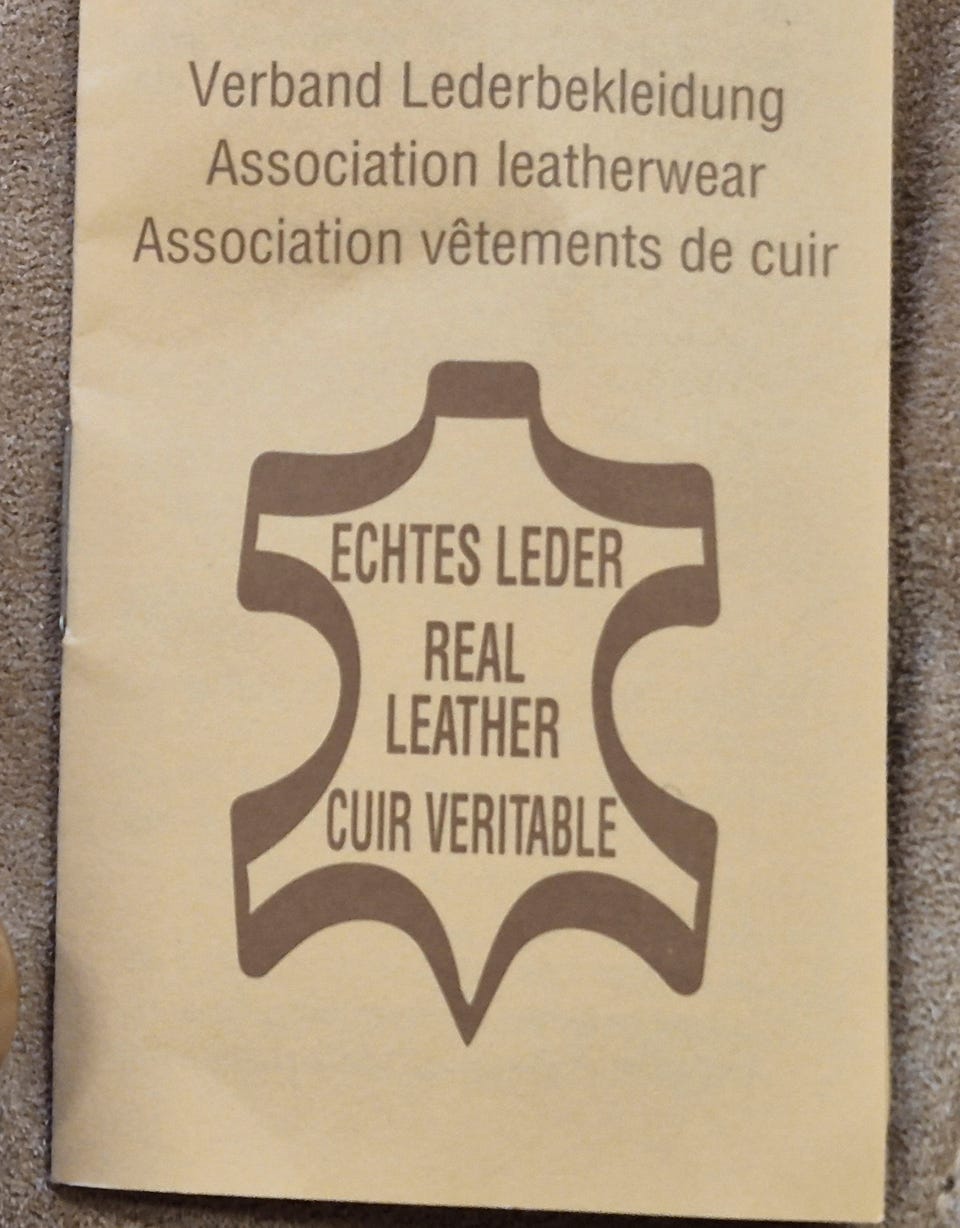 Verband Lederbekleidung
Association leatherwear
Association vêtements de cuir
ECHTES LEDER
REAL
LEATHER
CUIR VERITABLE